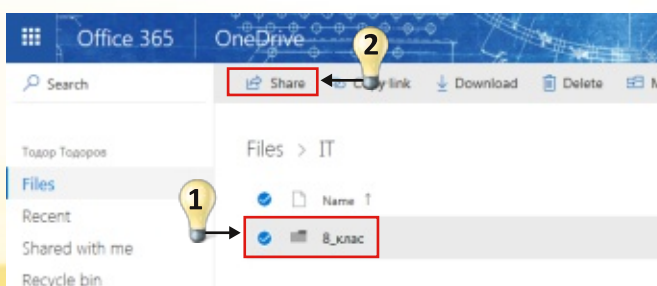 Office 365 OneDrive
2
Search Share Copy link Download Delete
Тодор Тодоров
Files > IT
Files
Name ↑
1
Recent
8_клас
Shared with me
Recycle bin